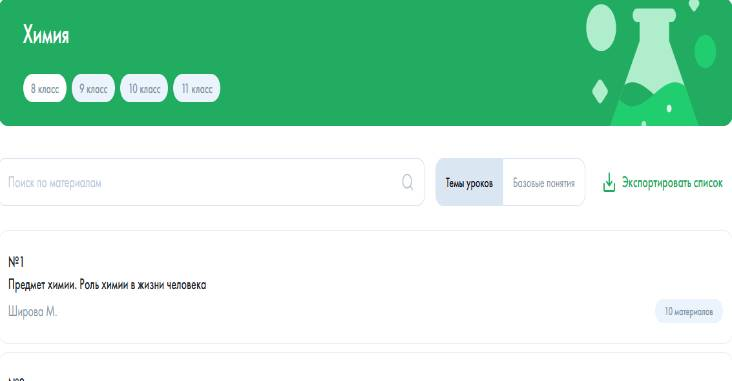 Химия
8 класс 9 класс 10 класс 11 класс
Поиск по материалам Темы уроков Базовые понятия Экспортировать список
№1
Предмет химии. Роль химии в жизни человека
Широва М. 10 материалов